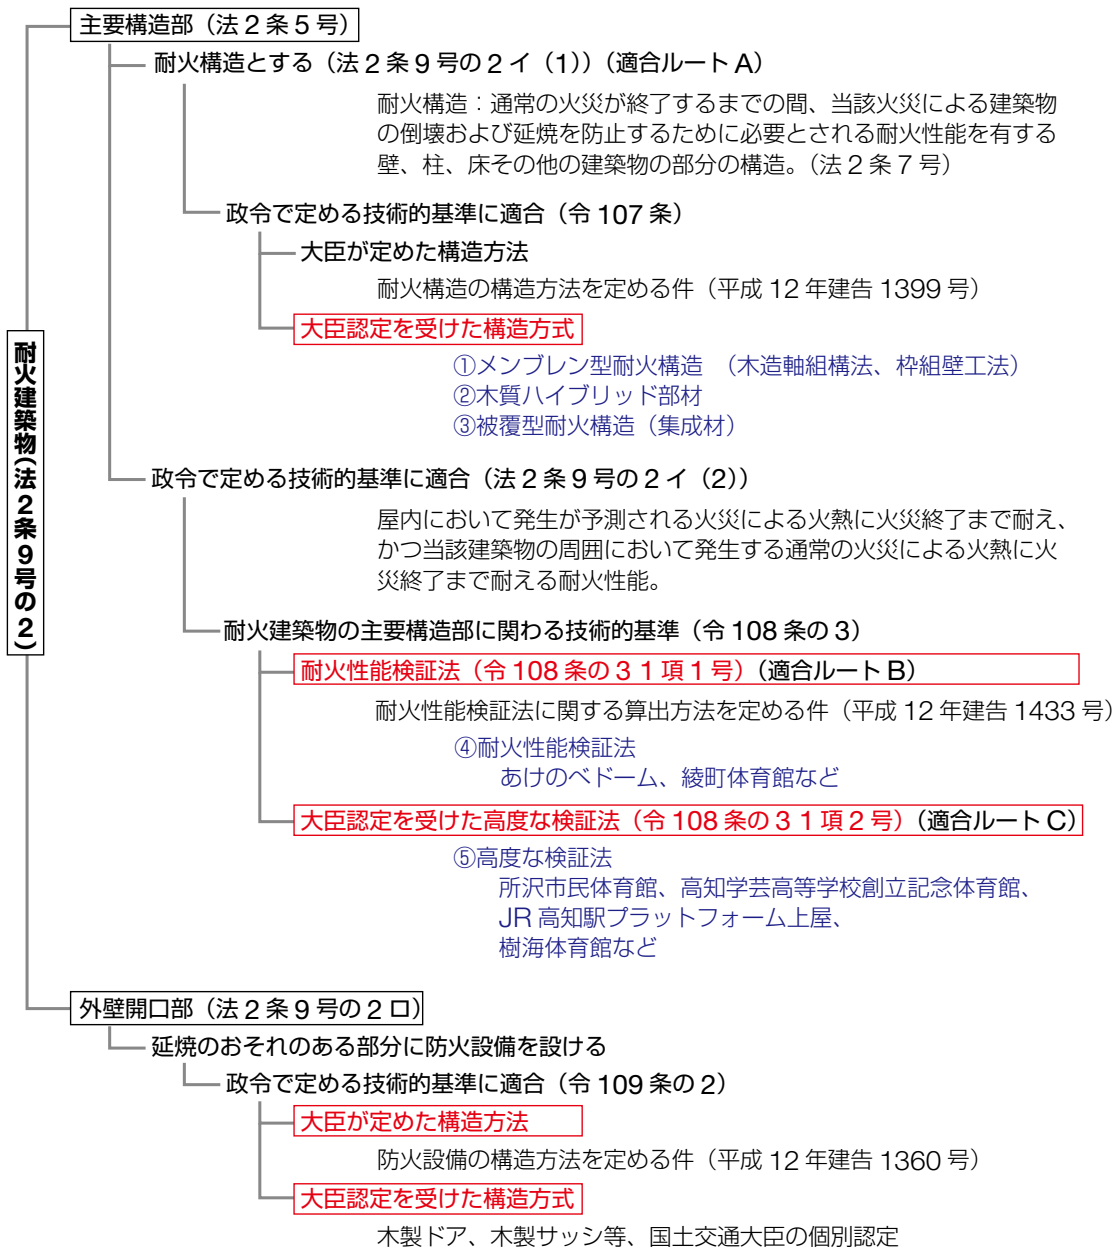 耐火建築物(法2条9号の2)
主要構造部（法２条５号）
耐火構造とする（法２条９号の２イ（1））（適合ルートA）
耐火構造：通常の火災が終了するまでの間、当該火災による建築物
の倒壊および延焼を防止するために必要とされる耐火性能を有する
壁、柱、床その他の建築物の部分の構造。（法２条７号）
政令で定める技術的基準に適合（令107条）
大臣が定めた構造方法
耐火構造の構造方法を定める件（平成12年建告1399号）
大臣認定を受けた構造方式
①メンブレン型耐火構造　（木造軸組構法、枠組壁工法）
②木質ハイブリッド部材
③被覆型耐火構造（集成材）
政令で定める技術的基準に適合（法２条９号の２イ（2））
屋内において発生が予測される火災による火熱に火災終了まで耐え、
かつ当該建築物の周囲において発生する通常の火災による火熱に火
災終了まで耐える耐火性能。
耐火建築物の主要構造部に関わる技術的基準（令108条の3）
耐火性能検証法（令108条の３１項１号）（適合ルートB）
耐火性能検証法に関する算出方法を定める件（平成12年建告1433号）
④耐火性能検証法
あけのべドーム、綾町体育館など
大臣認定を受けた高度な検証法（令108条の３１項２号）（適合ルートC）
⑤高度な検証法
所沢市民体育館、高知学芸高等学校創立記念体育館、
JR高知駅プラットフォーム上屋、
樹海体育館など
外壁開口部（法２条９号の２ロ）
延焼のおそれのある部分に防火設備を設ける
政令で定める技術的基準に適合（令109条の2）
大臣が定めた構造方法
防火設備の構造方法を定める件（平成12年建告1360号）
大臣認定を受けた構造方式
木製ドア、木製サッシ等、国土交通大臣の個別認定